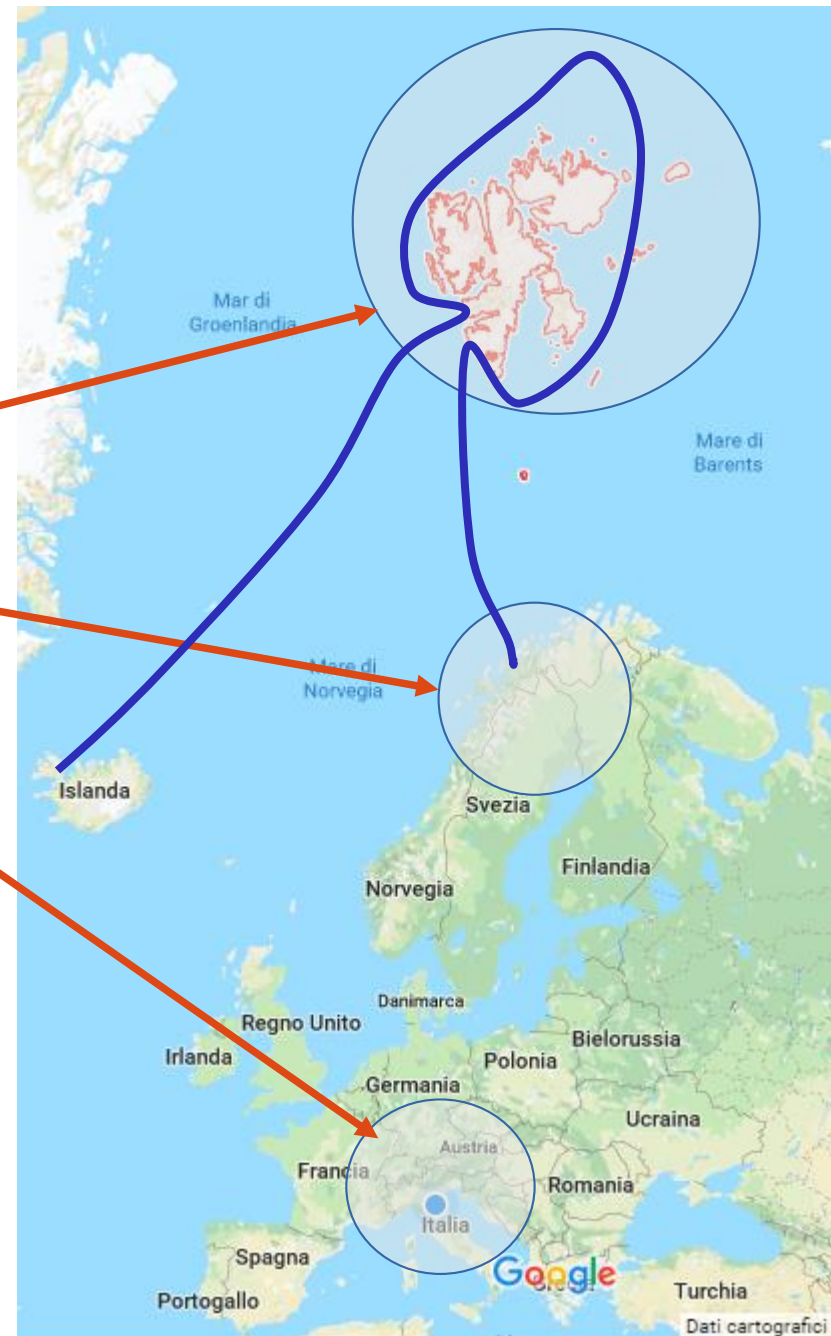 Mar di
Groenlandia
Mare di
Barents
Mare di
Norvegia
Islanda
Svezia
Finlandia
Norvegia
Danimarca
Regno Unito
Irlanda
Bielorussia
Polonia
Germania
Ucraina
Austria
Francia
Romania
Italia
Spagna
Google
Turchia
Portogallo
Dati cartografici